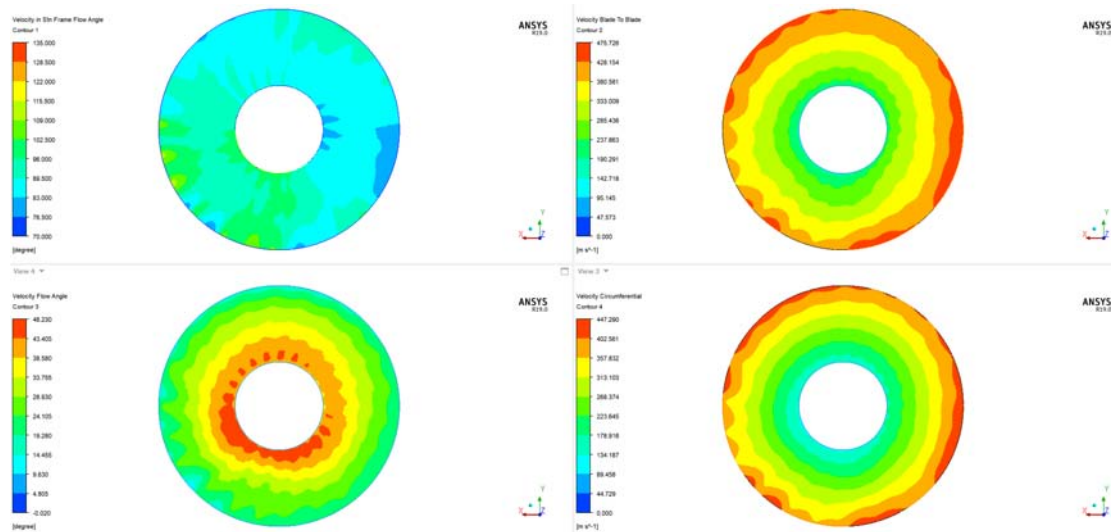 Velocity in Stn Frame Flow Angle
Contour 1
135.000
128.500
122.000
115.500
109.000
102.500
96.000
89.500
83.000
76.500
70.000
[degree]
ANSYS
R19.0
Y
X
Z
Velocity Blade To Blade
Contour 2
475.726
428.154
380.581
333.009
285.436
237.863
190.291
142.718
95.145
47.573
0.000
[m s^-1]
ANSYS
R19.0
Y
X
Z
View 4
Velocity Flow Angle
Contour 3
48.230
43.405
38.580
33.755
28.930
24.105
19.280
14.455
9.630
4.805
-0.020
[degree]
ANSYS
R19.0
Y
X
Z
View 3
Velocity Circumferential
Contour 4
447.290
402.561
357.832
313.103
268.374
223.645
178.916
134.187
89.458
44.729
0.000
[m s^-1]
ANSYS
R19.0
Y
X
Z